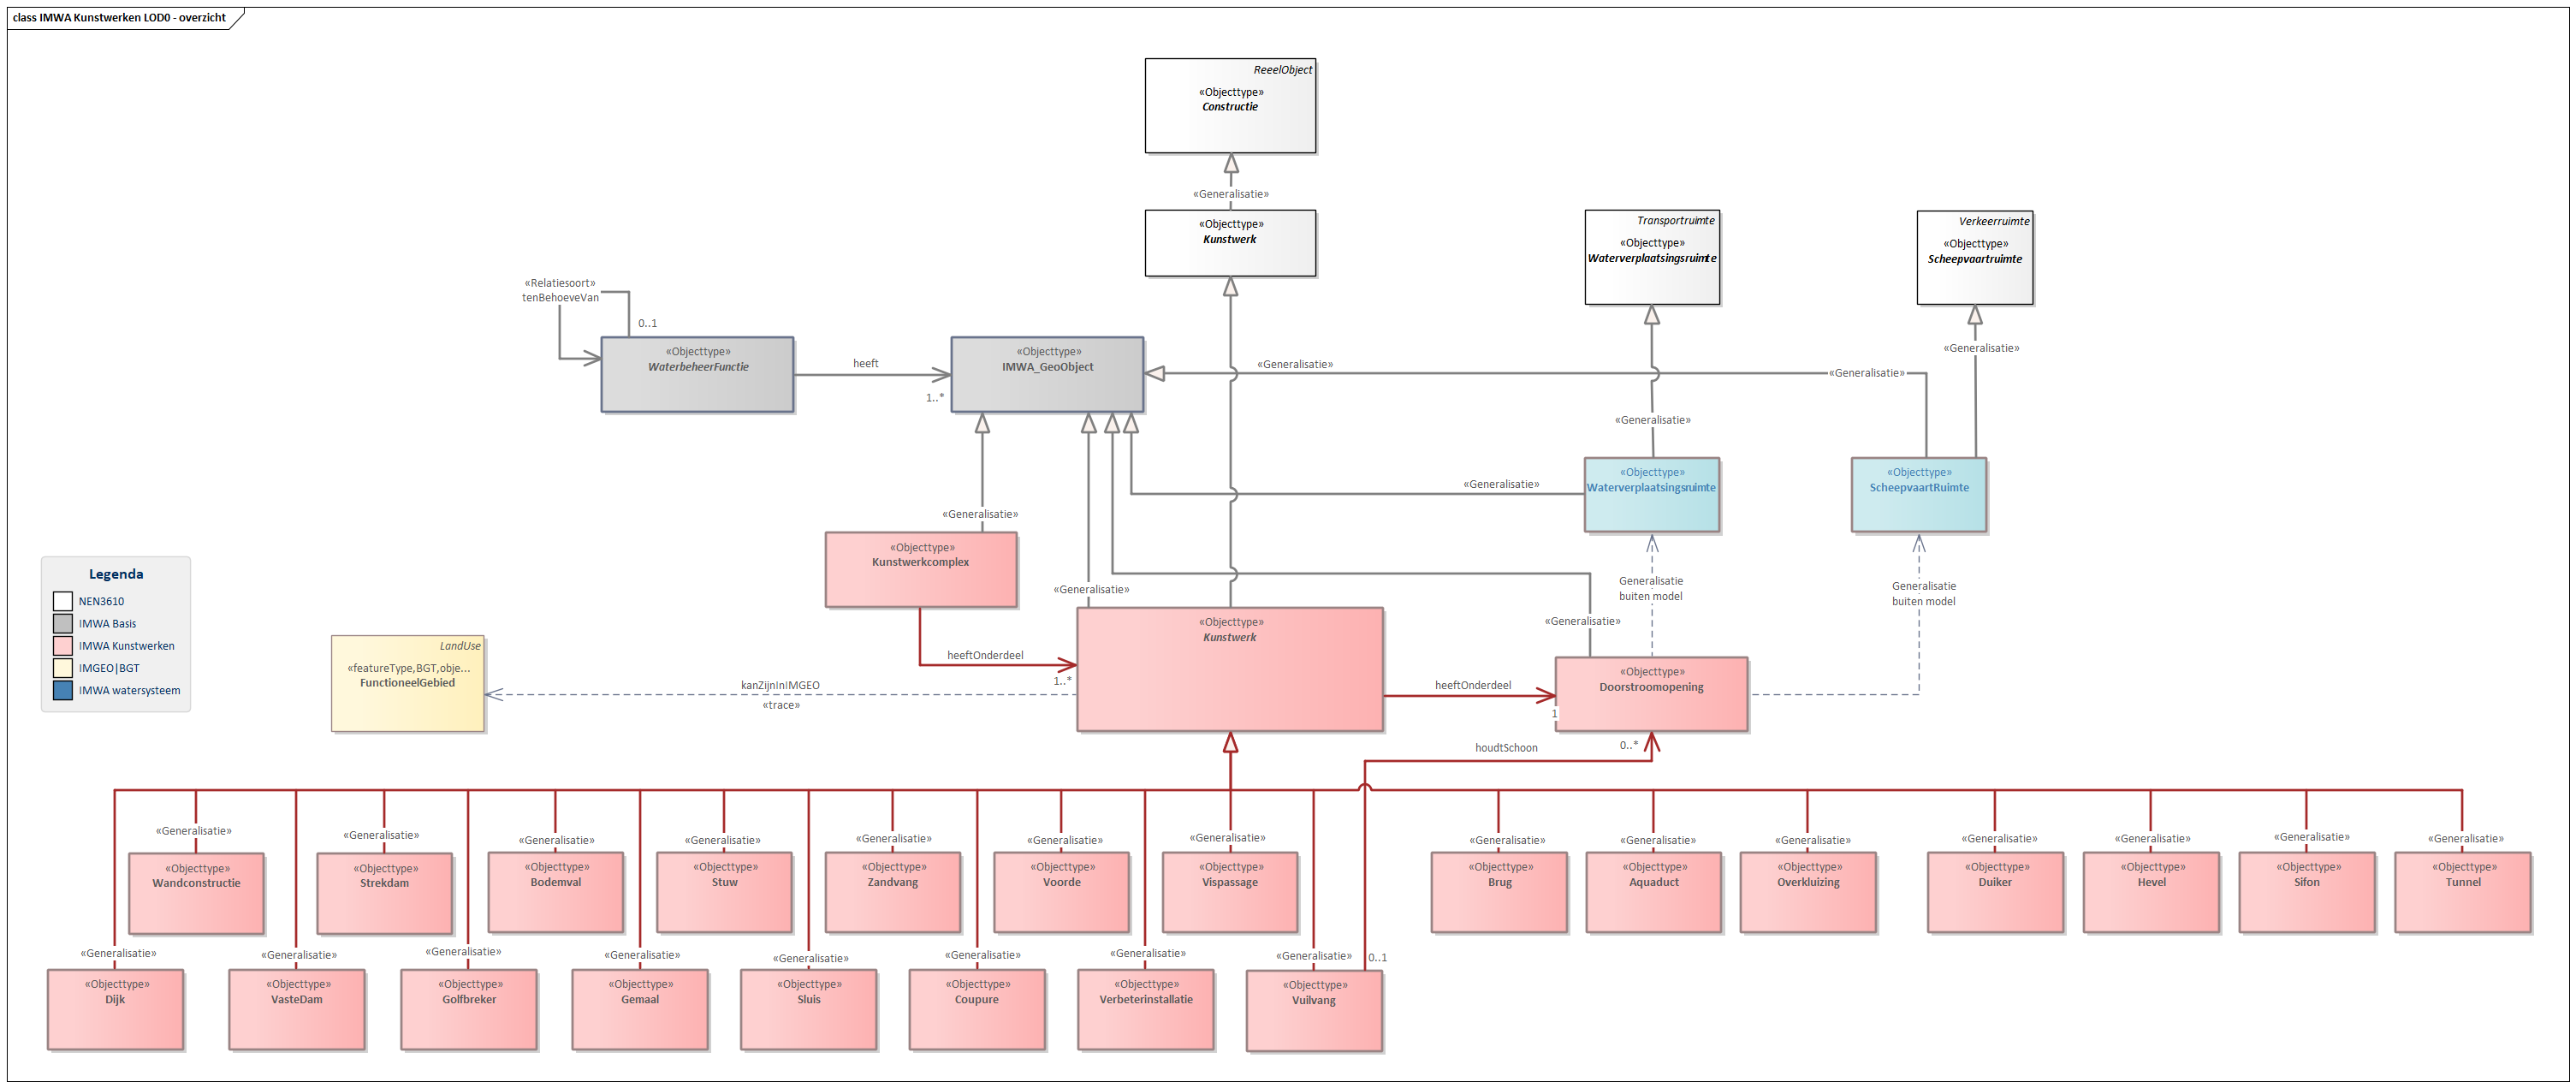 class IMWA Kunstwerken LOD0 - overzicht
ReeelObject
«Objecttype»
Constructie
«Generalisatie»
«Objecttype»
Kunstwerk
Transportruimte
«Objecttype»
Waterverplaatsingsruimte
Verkeerruimte
«Objecttype»
Scheepvaartruimte
«Relatiesoort»
tenBehoeveVan
0..1
«Objecttype»
WaterbeheerFunctie
heeft
1..*
«Objecttype»
IMWA_GeoObject
«Generalisatie»
«Generalisatie»
«Generalisatie»
«Generalisatie»
«Generalisatie»
«Objecttype»
Waterverplaatsingsruimte
«Objecttype»
ScheepvaartRuimte
«Generalisatie»
«Objecttype»
Kunstwerkcomplex
«Generalisatie»
Generalisatie
buiten model
Generalisatie
buiten model
«Generalisatie»
Legenda
NEN3610
IMWA Basis
IMWA Kunstwerken
IMGEO|BGT
IMWA watersysteem
LandUse
«featureType,BGT,obje...
FunctioneelGebied
kanZijnInIMGEO
«trace»
heeftOnderdeel
1..*
«Objecttype»
Kunstwerk
heeftOnderdeel
1
«Objecttype»
Doorstroomopening
houdtSchoon
0..*
«Generalisatie»
«Generalisatie»
«Generalisatie»
«Generalisatie»
«Generalisatie»
«Generalisatie»
«Generalisatie»
«Generalisatie»
«Generalisatie»
«Generalisatie»
«Generalisatie»
«Generalisatie»
«Generalisatie»
«Generalisatie»
«Objecttype»
Wandconstructie
«Objecttype»
Strekdam
«Objecttype»
Bodemval
«Objecttype»
Stuw
«Objecttype»
Zandvang
«Objecttype»
Voorde
«Objecttype»
Vispassage
«Objecttype»
Brug
«Objecttype»
Aquaduct
«Objecttype»
Overkluizing
«Objecttype»
Duiker
«Objecttype»
Hevel
«Objecttype»
Sifon
«Objecttype»
Tunnel
«Generalisatie»
«Generalisatie»
«Generalisatie»
«Generalisatie»
«Generalisatie»
«Generalisatie»
«Generalisatie»
«Generalisatie»
0..1
«Objecttype»
Dijk
«Objecttype»
VasteDam
«Objecttype»
Golfbreker
«Objecttype»
Gemaal
«Objecttype»
Sluis
«Objecttype»
Coupure
«Objecttype»
Verbeterinstallatie
«Objecttype»
Vuilvang